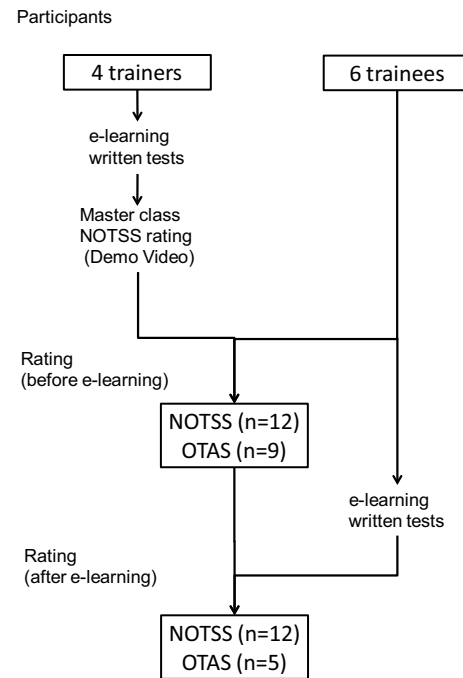 Participants
4 trainers
6 trainees
e-learning
written tests
Master class
NOTSS rating
(Demo Video)
Rating
(before e-learning)
NOTSS (n=12)
OTAS (n=9)
e-learning
written tests
Rating
(after e-learning)
NOTSS (n=12)
OTAS (n=5)